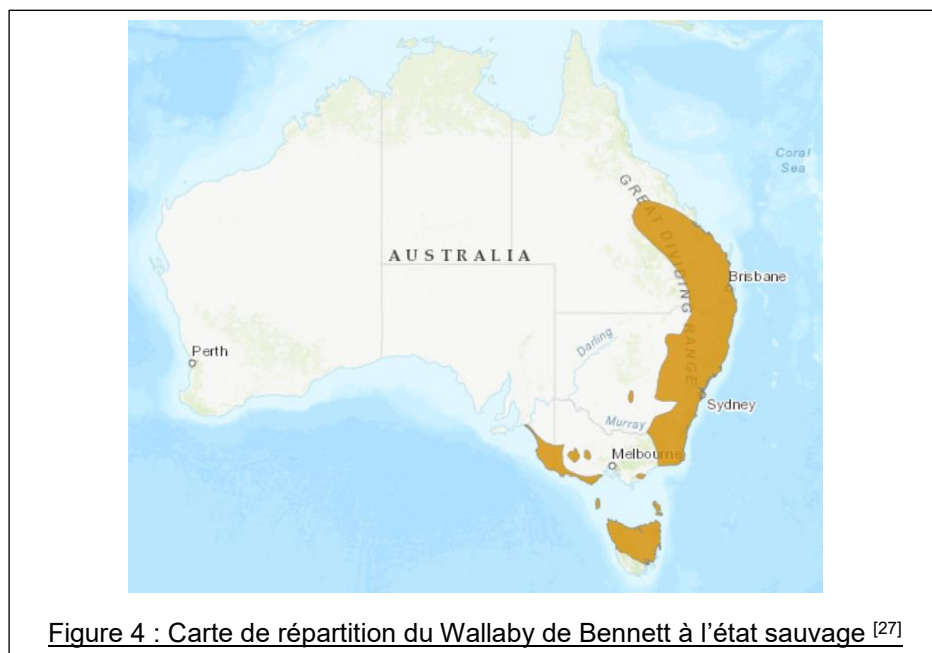 Coral
Sea
GREAT DIVIDING RANGE
AUSTRALIA
Brisbane
Darling
Perth
Sydney
Murray
Melbourne
Figure 4 : Carte de répartition du Wallaby de Bennett à l’état sauvage [27]